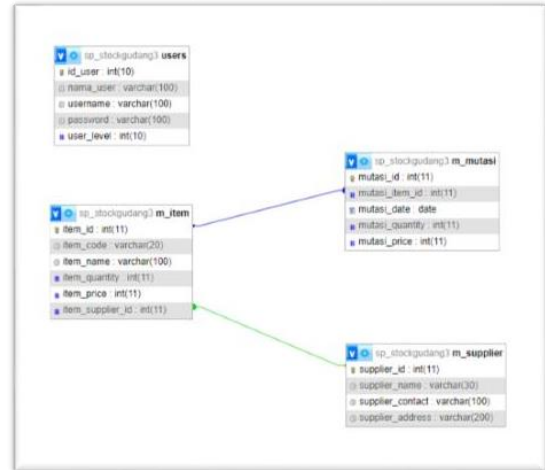 sp_stockgudang3 users
id_user : int(10)
nama_user : varchar(100)
username : varchar(100)
password : varchar(100)
user_level : int(10)
sp_stockgudang3 m_mutasi
mutasi_id : int(11)
mutasi_item_id : int(11)
mutasi_date : date
mutasi_quantity : int(11)
mutasi_price : int(11)
sp_stockgudang3 m_item
item_id : int(11)
item_code : varchar(20)
item_name : varchar(100)
item_quantity : int(11)
item_price : int(11)
item_supplier_id : int(11)
sp_stockgudang3 m_supplier
supplier_id : int(11)
supplier_name : varchar(30)
supplier_contact : varchar(100)
supplier_address : varchar(200)